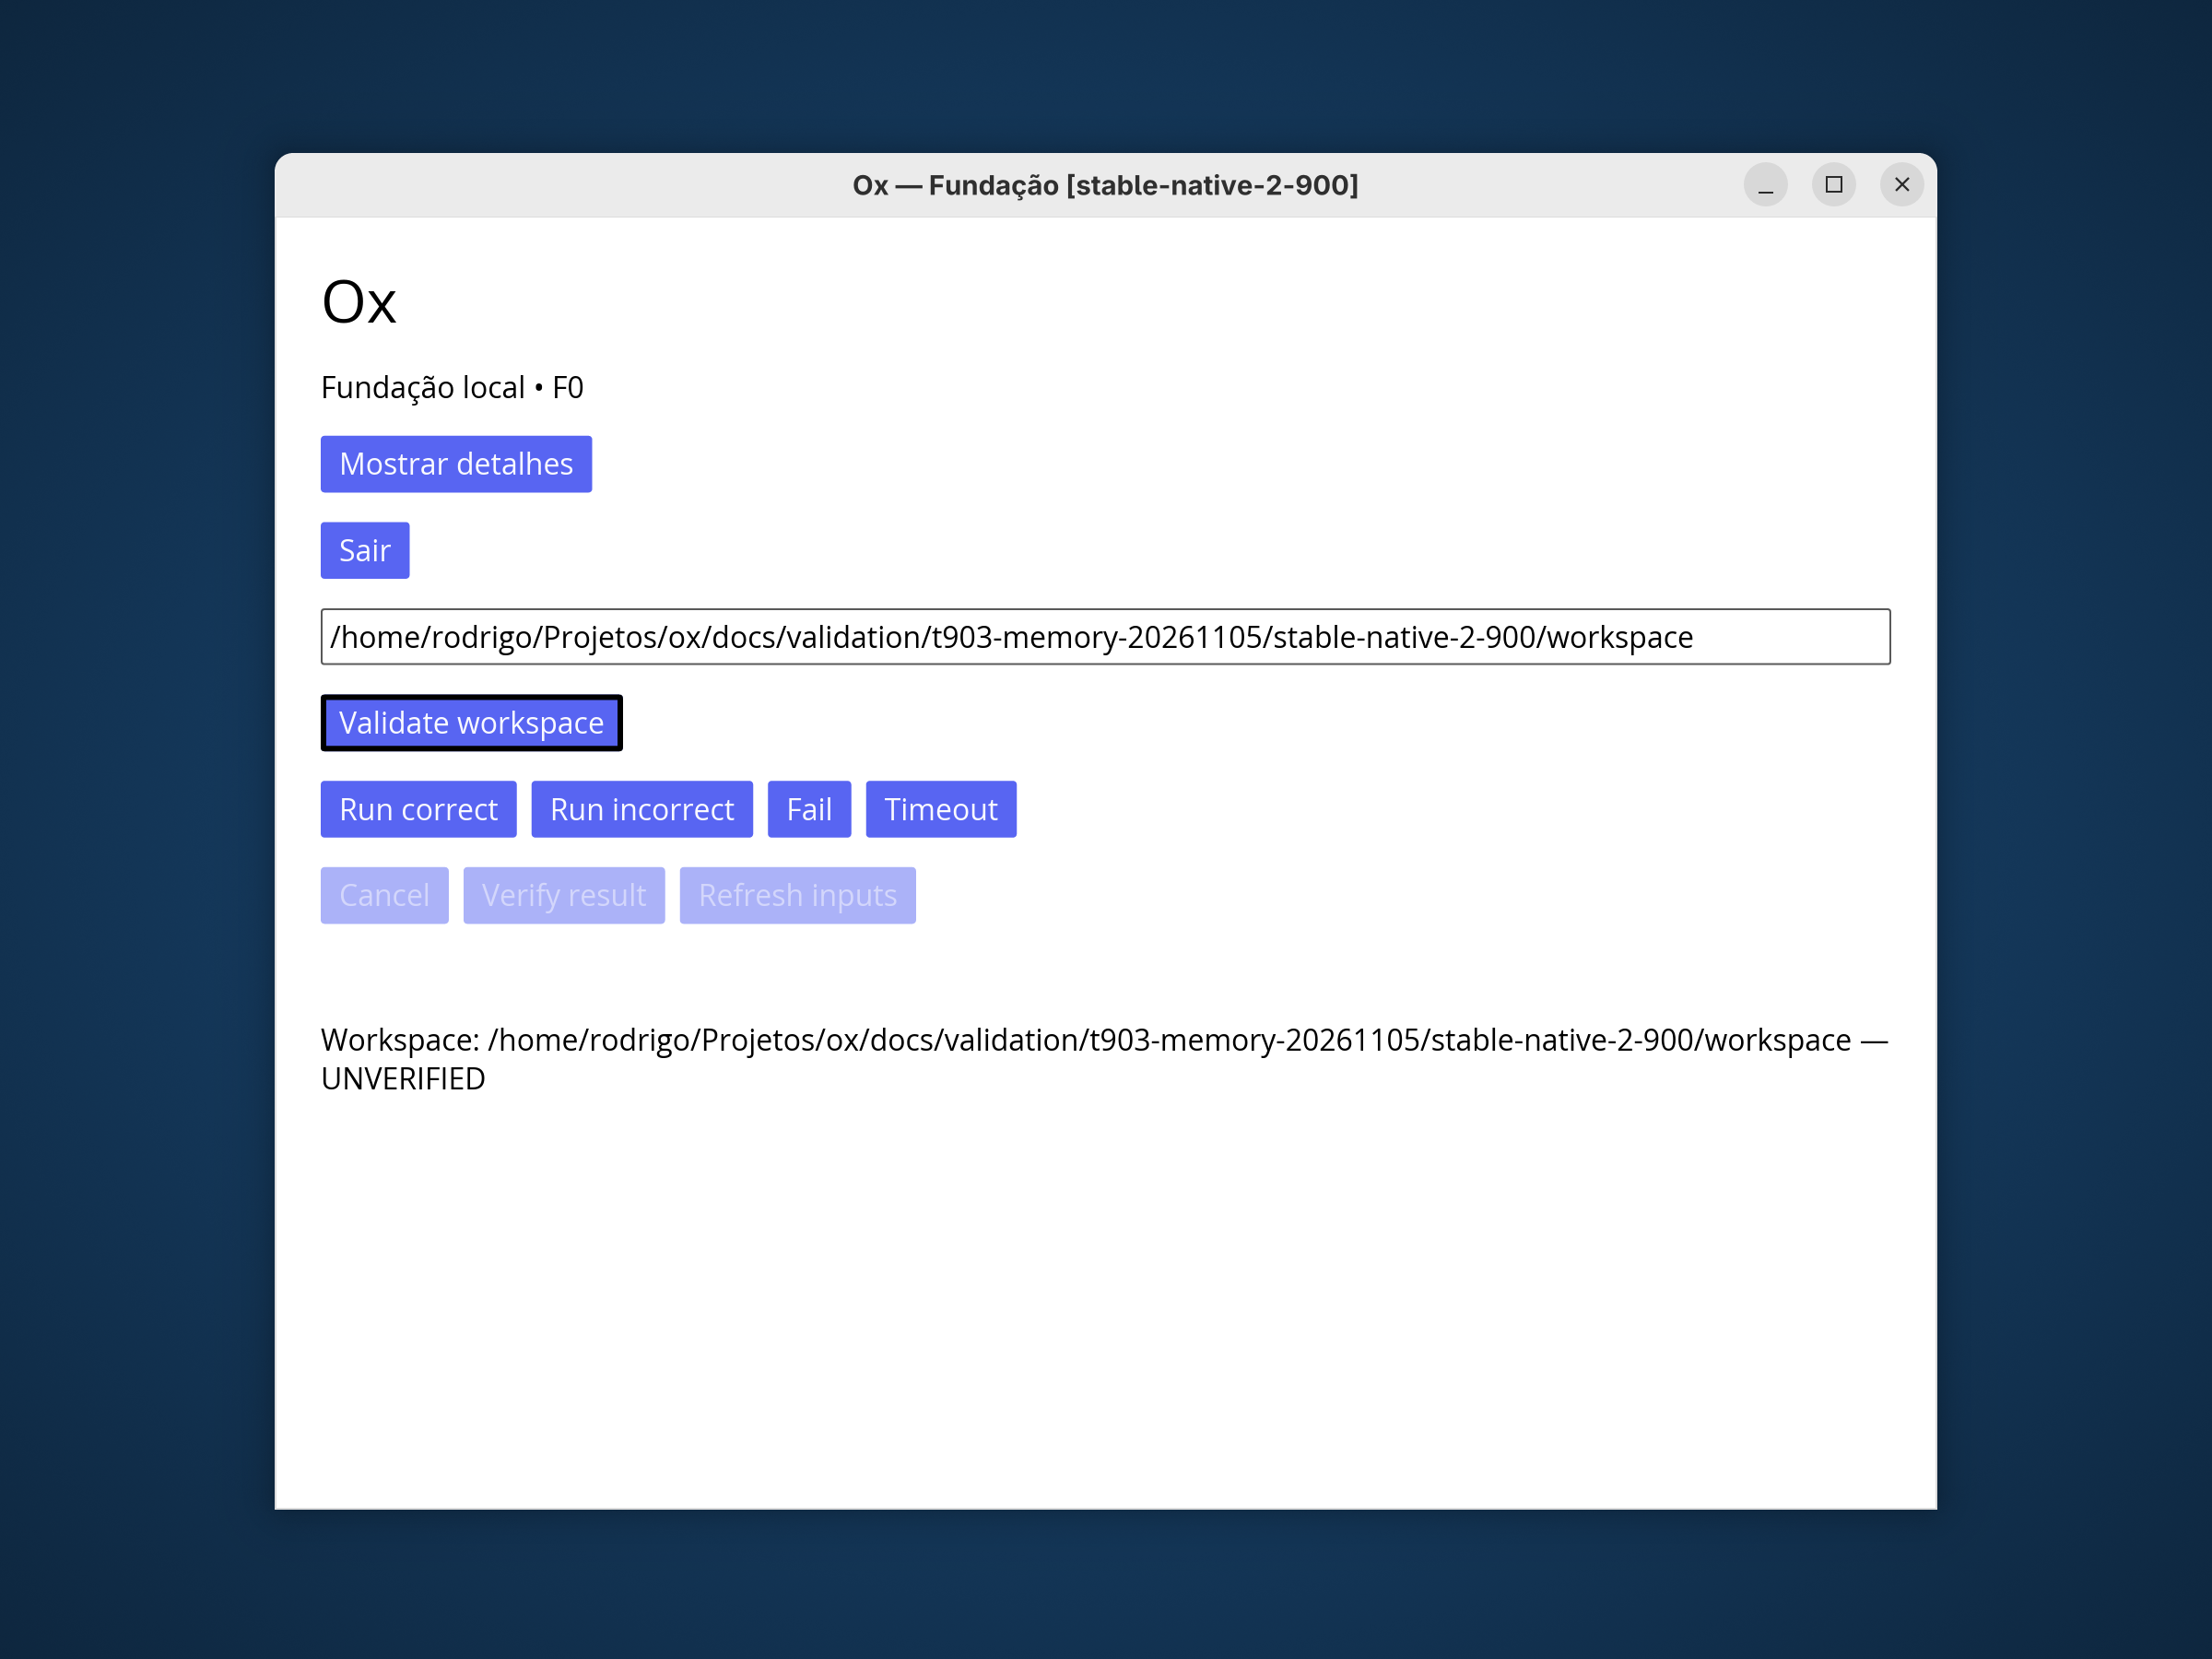 Ox — Fundação [stable-native-2-900]
Ox
Fundação local • F0
Mostrar detalhes
Sair
/home/rodrigo/Projetos/ox/docs/validation/t903-memory-20261105/stable-native-2-900/workspace
Validate workspace
Run correct Run incorrect Fail Timeout
Cancel Verify result Refresh inputs
Workspace: /home/rodrigo/Projetos/ox/docs/validation/t903-memory-20261105/stable-native-2-900/workspace —
UNVERIFIED